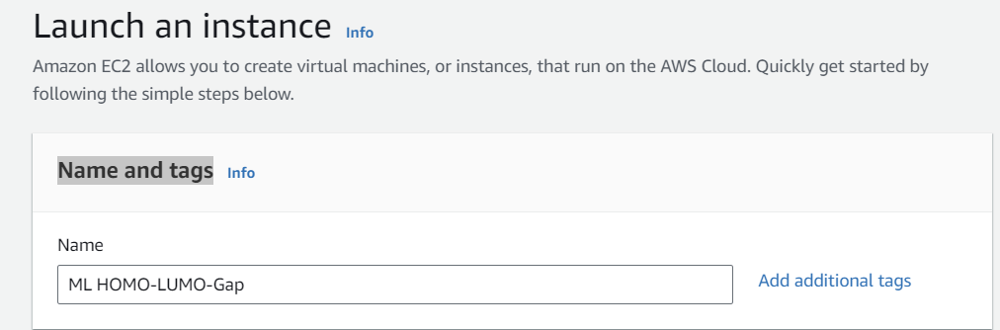 Launch an instance Info
Amazon EC2 allows you to create virtual machines, or instances, that run on the AWS Cloud. Quickly get started by
following the simple steps below.
Name and tags Info
Name
ML HOMO-LUMO-Gap Add additional tags